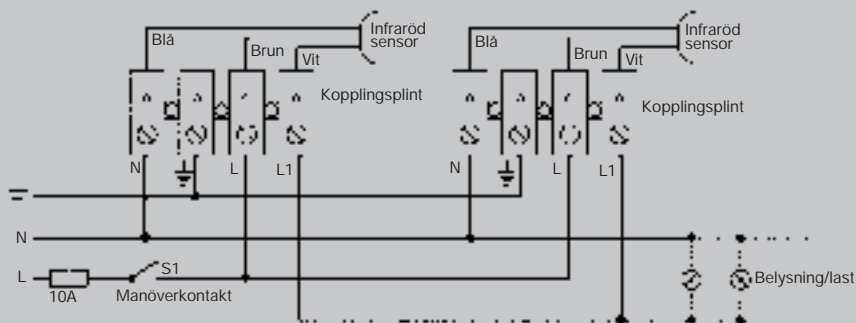 Infraröd
sensor
Blå
Brun
Vit
Kopplingsplint
N
L
L1
Infraröd
sensor
Blå
Brun
Vit
Kopplingsplint
N
L
L1
N
L
10A
S1
Manöverkontakt
Belysning/last